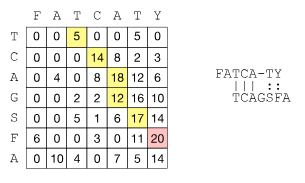 F A T C A T Y
T 0 0 5 0 0 5 0
C 0 0 0 14 8 2 3
A 0 4 0 8 18 12 6
G 0 0 2 2 12 16 10
S 0 0 5 1 6 17 14
F 6 0 0 3 0 11 20
A 0 10 4 0 7 5 14
FATCA-TY
||| ::
TCAGSFA